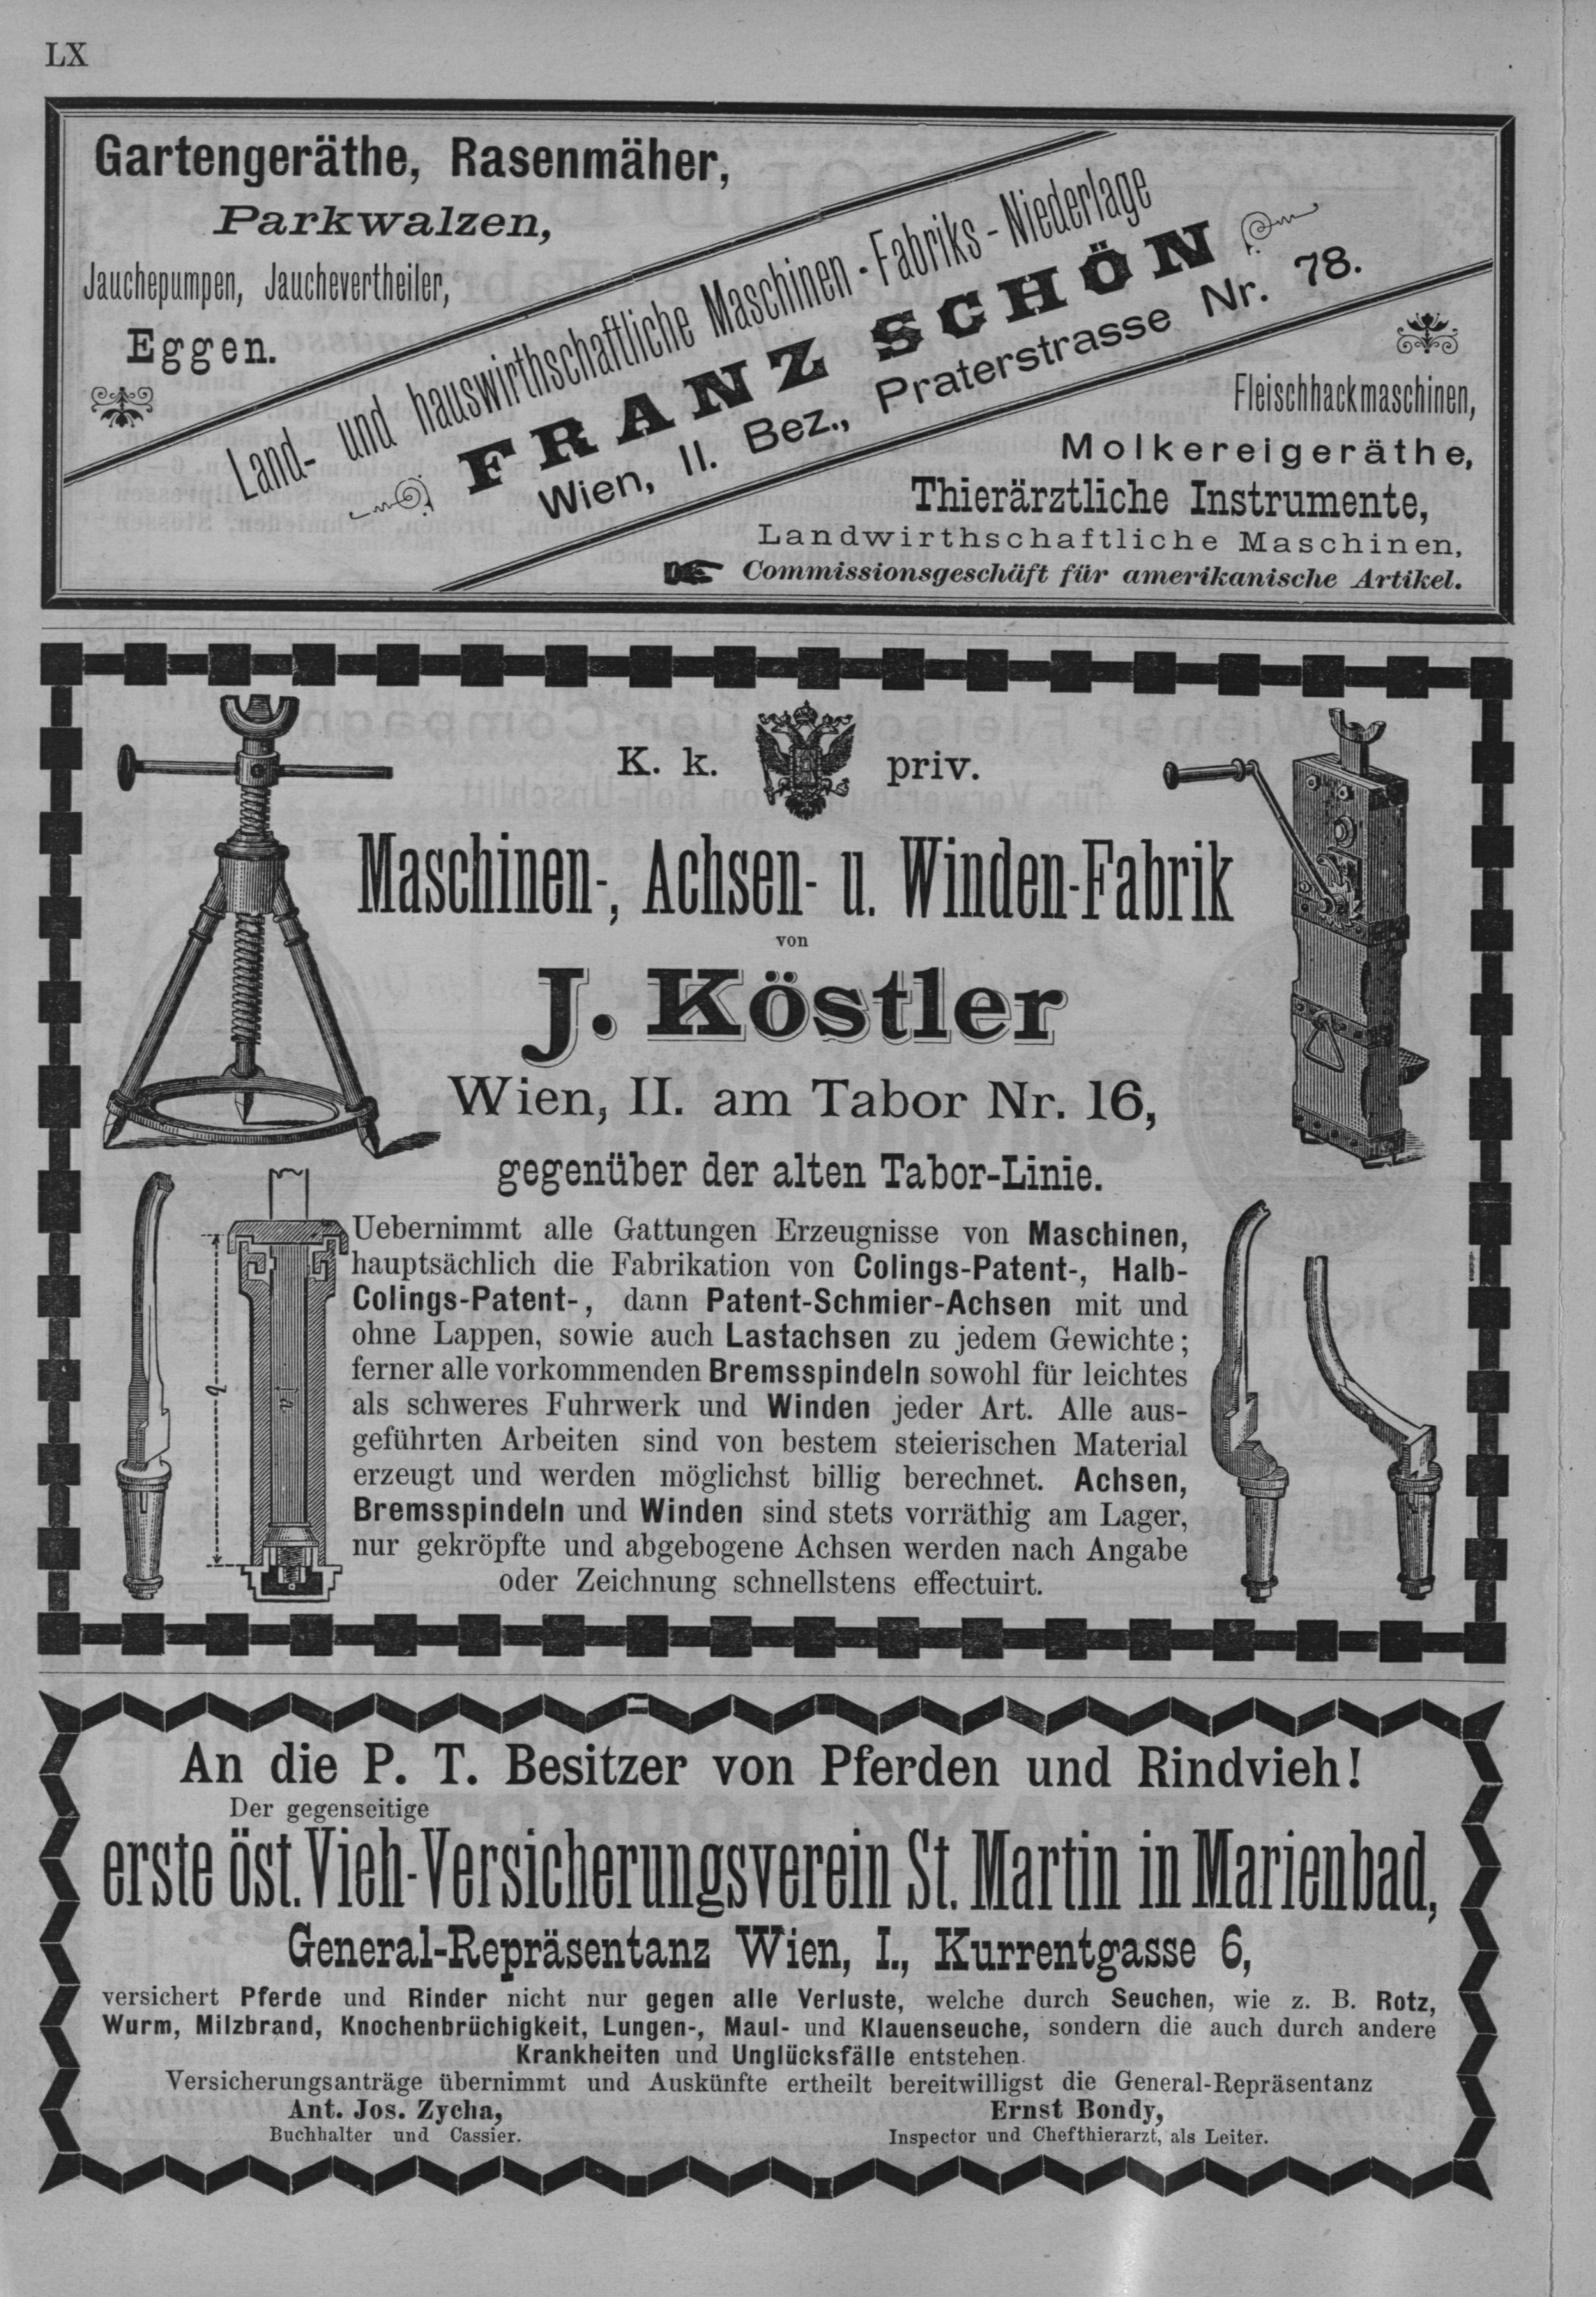 LX
Gartengeräthe, Rasenmäher,
Parkwalzen,
Jauchepumpen, Jauchevertheiler,
Eggen.
Land- und hauswirthschaftliche Maschinen-Fabriks-Niederlage
FRANZ SCHÖN
Wien, II. Bez., Praterstrasse Nr. 78.
Fleischhackmaschinen,
Molkereigeräthe,
Thierärztliche Instrumente,
Landwirthschaftliche Maschinen,
Commissionsgeschäft für amerikanische Artikel.
K. k. priv.
Maschinen-, Achsen- u. Winden-Fabrik
von
J. Köstler
Wien, II. am Tabor Nr. 16,
gegenüber der alten Tabor-Linie.
Uebernimmt alle Gattungen Erzeugnisse von Maschinen,
hauptsächlich die Fabrikation von Colings-Patent-, Halb-
Colings-Patent-, dann Patent-Schmier-Achsen mit und
ohne Lappen, sowie auch Lastachsen zu jedem Gewichte;
ferner alle vorkommenden Bremsspindeln sowohl für leichtes
als schweres Fuhrwerk und Winden jeder Art. Alle aus-
geführten Arbeiten sind von bestem steierischen Material
erzeugt und werden möglichst billig berechnet. Achsen,
Bremsspindeln und Winden sind stets vorräthig am Lager,
nur gekröpfte und abgebogene Achsen werden nach Angabe
oder Zeichnung schnellstens effectuirt.
b
a
An die P. T. Besitzer von Pferden und Rindvieh!
Der gegenseitige
erste öst. Vieh-Versicherungsverein St. Martin in Marienbad,
General-Repräsentanz Wien, I., Kurrentgasse 6,
versichert Pferde und Rinder nicht nur gegen alle Verluste, welche durch Seuchen, wie z. B. Rotz,
Wurm, Milzbrand, Knochenbrüchigkeit, Lungen-, Maul- und Klauenseuche, sondern die auch durch andere
Krankheiten und Unglücksfälle entstehen.
Versicherungsanträge übernimmt und Auskünfte ertheilt bereitwilligst die General-Repräsentanz
Ant. Jos. Zycha,
Buchhalter und Cassier.
Ernst Bondy,
Inspector und Chefthierarzt, als Leiter.